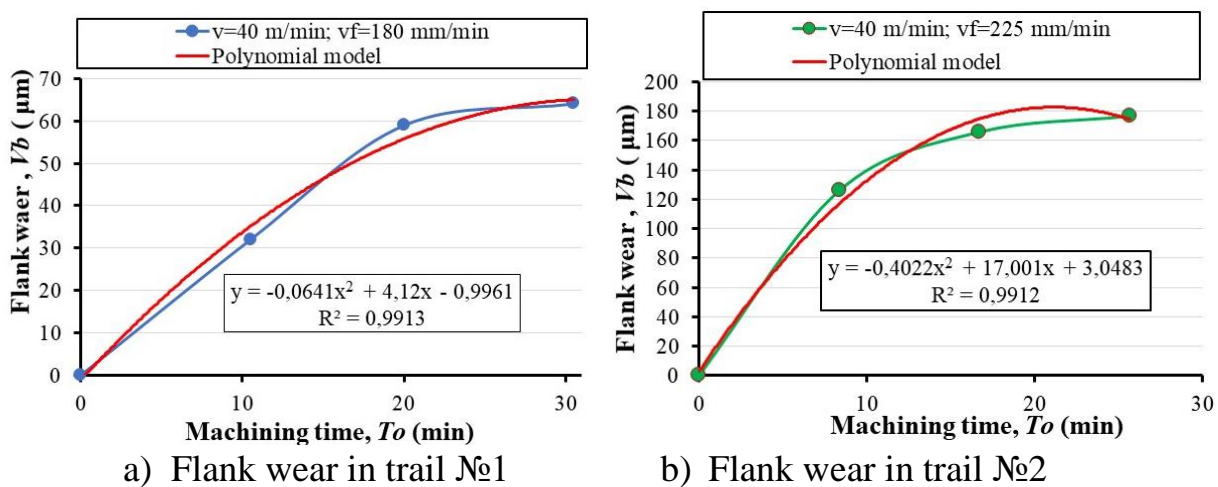 v=40 m/min; vf=180 mm/min
Polynomial model
70
60
50
40
30
20
10
0
Flankwaer , Vb ( µm)
y = -0,0641x² + 4,12x - 0,9961
R² = 0,9913
0 10 20 30
Machining time, To (min)
a) Flank wear in trail №1
v=40 m/min; vf=225 mm/min
Polynomial model
200
180
160
140
120
100
80
60
40
20
0
Flank wear , Vb ( µm)
y = -0,4022x² + 17,001x + 3,0483
R² = 0,9912
0 10 20 30
Machining time, To (min)
b) Flank wear in trail №2